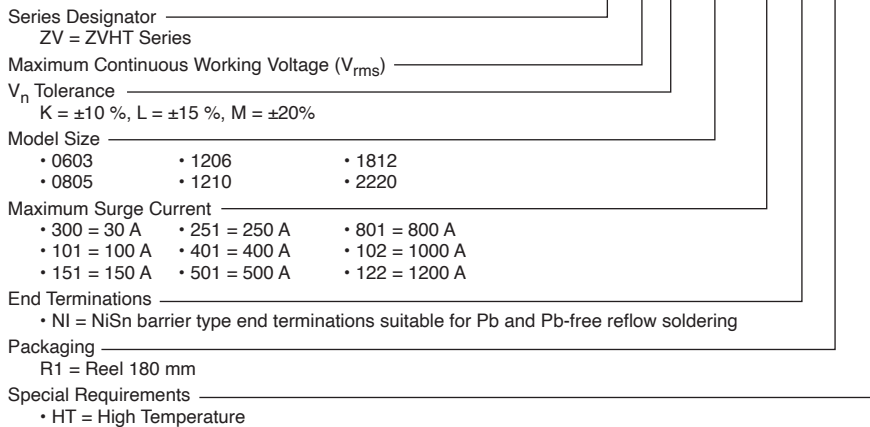 Series Designator
ZV = ZVHT Series
Maximum Continuous Working Voltage (Vrms)
Vn Tolerance
K = ±10 %, L = ±15 %, M = ±20%
Model Size
• 0603 • 1206 • 1812
• 0805 • 1210 • 2220
Maximum Surge Current
• 300 = 30 A • 251 = 250 A • 801 = 800 A
• 101 = 100 A • 401 = 400 A • 102 = 1000 A
• 151 = 150 A • 501 = 500 A • 122 = 1200 A
End Terminations
• NI = NiSn barrier type end terminations suitable for Pb and Pb-free reflow soldering
Packaging
R1 = Reel 180 mm
Special Requirements
• HT = High Temperature